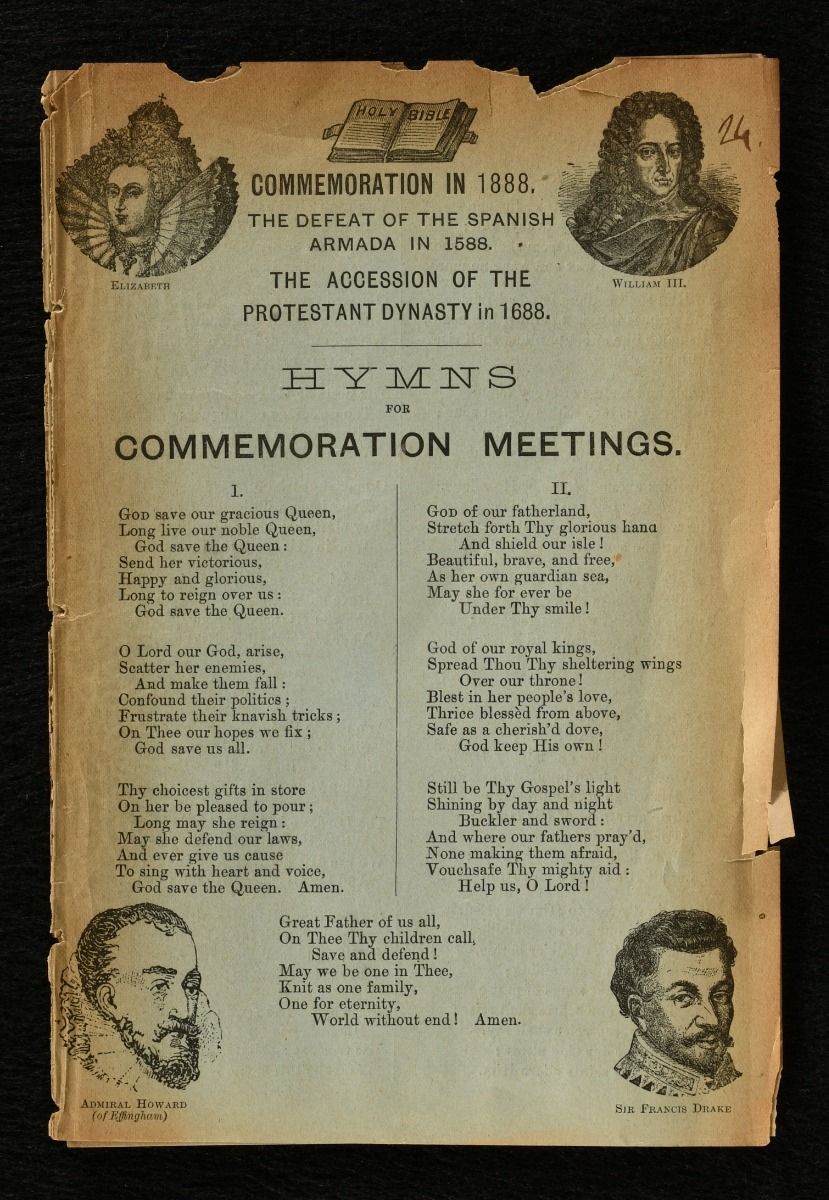 HOLY BIBLE
24.
COMMEMORATION IN 1888.
THE DEFEAT OF THE SPANISH
ARMADA IN 1588.
ELIZABETH
WILLIAM III.
THE ACCESSION OF THE
PROTESTANT DYNASTY in 1688.
HYMNS
FOR
COMMEMORATION MEETINGS.
I.
GOD save our gracious Queen,
Long live our noble Queen,
God save the Queen :
Send her victorious,
Happy and glorious,
Long to reign over us :
God save the Queen.
O Lord our God, arise,
Scatter her enemies,
And make them fall :
Confound their politics ;
Frustrate their knavish tricks ;
On Thee our hopes we fix ;
God save us all.
Thy choicest gifts in store
On her be pleased to pour ;
Long may she reign :
May she defend our laws,
And ever give us cause
To sing with heart and voice,
God save the Queen. Amen.
II.
GOD of our fatherland,
Stretch forth Thy glorious hand
And shield our isle !
Beautiful, brave, and free,
As her own guardian sea,
May she for ever be
Under Thy smile !
God of our royal kings,
Spread Thou Thy sheltering wings
Over our throne !
Blest in her people's love,
Thrice blessèd from above,
Safe as a cherish'd dove,
God keep His own !
Still be Thy Gospel's light
Shining by day and night
Buckler and sword :
And where our fathers pray'd,
None making them afraid,
Vouchsafe Thy mighty aid :
Help us, O Lord !
Great Father of us all,
On Thee Thy children call,
Save and defend !
May we be one in Thee,
Knit as one family,
One for eternity,
World without end ! Amen.
ADMIRAL HOWARD
(of Effingham)
SIR FRANCIS DRAKE